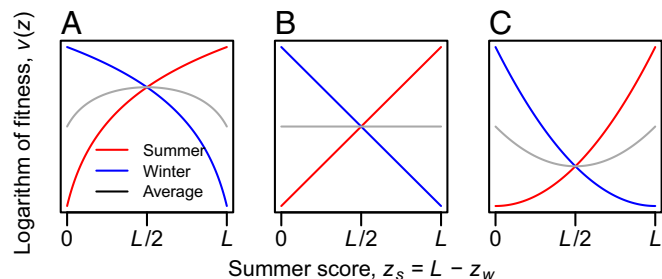 A
B
C
Logarithm of fitness, v(z)
Summer
Winter
Average
0 L/2 L
0 L/2 L
0 L/2 L
Summer score, z_s = L − z_w